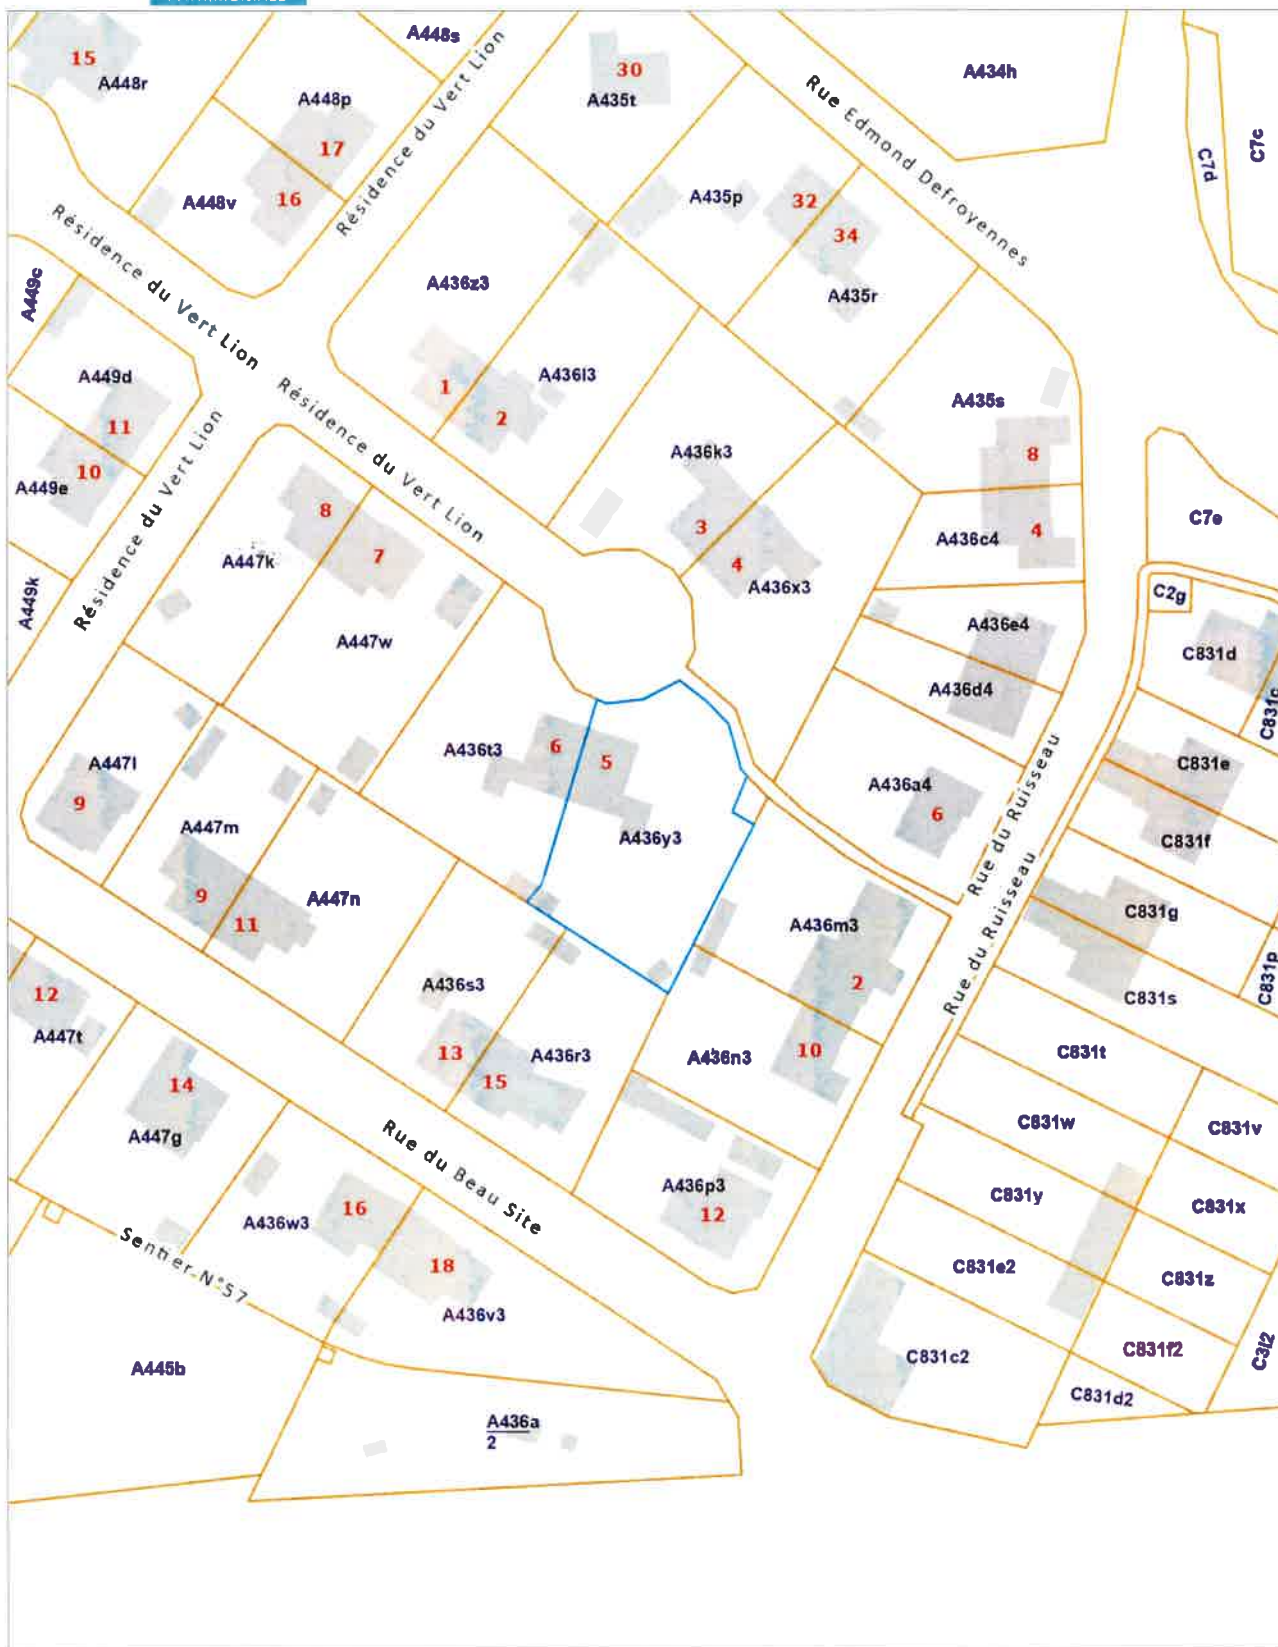 A448s
15
A448r
30
A435t
A434h
C7c
A448p
17
Résidence du Vert Lion
Rue Edmond Defroyennes
C7d
A448v
16
A435p
32
34
Résidence du Vert Lion
A449c
A436z3
A435r
A449d
11
1
A436l3
2
A435s
Résidence du Vert Lion
10
A449e
Résidence du Vert Lion
A436k3
8
8
7
3
4
A436c4
4
C7e
A447k
A449k
A436x3
C2g
A447w
A436e4
C831d
A436d4
C831c
A436t3
6
5
A447l
9
A436a4
6
C831e
Rue du Ruisseau
A447m
A436y3
C831f
9
11
A447n
A436m3
2
C831g
Rue du Ruisseau
C831p
12
A447t
A436s3
C831s
13
15
A436r3
A436n3
10
C831t
14
A447g
Rue du Beau Site
C831w
C831v
A436p3
12
C831y
C831x
A436w3
16
Sentier N°57
18
C831e2
C831z
A436v3
A445b
C831c2
C831f2
C3l2
C831d2
A436a
2